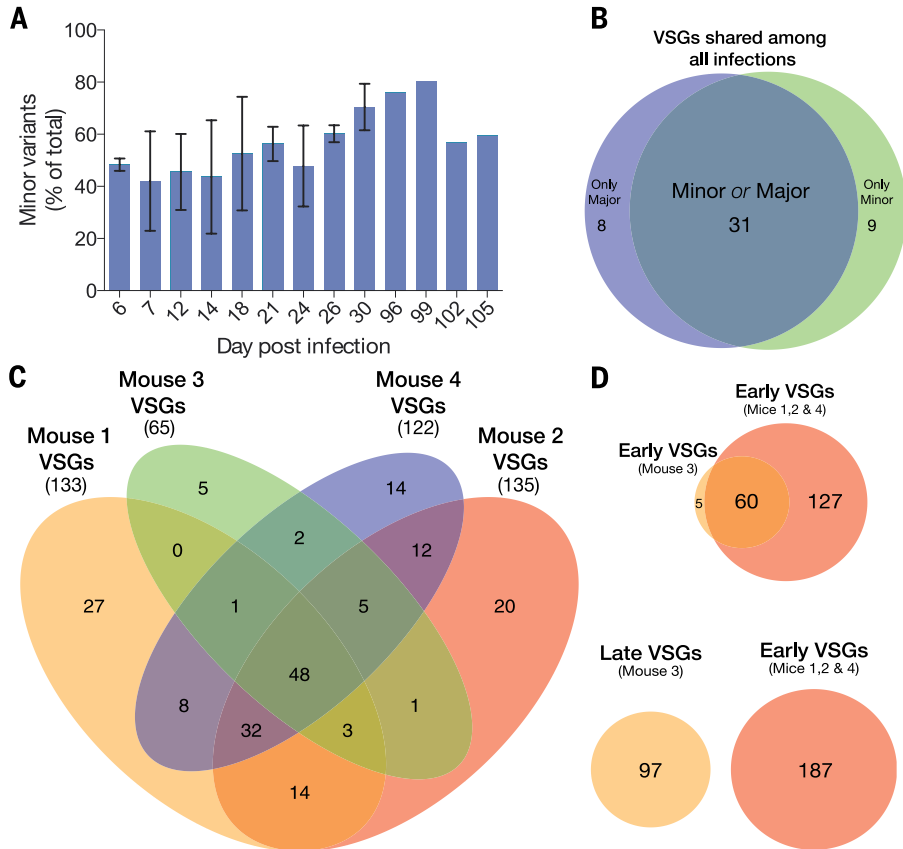 A
Minor variants
(% of total)
100
80
60
40
20
0
6
7
12
14
18
21
24
26
30
96
99
102
105
Day post infection
B
VSGs shared among
all infections
Only
Major
8
Minor or Major
31
Only
Minor
9
C
Mouse 1
VSGs
(133)
Mouse 3
VSGs
(65)
Mouse 4
VSGs
(122)
Mouse 2
VSGs
(135)
5
14
0
2
12
27
1
5
20
48
8
32
3
1
14
D
Early VSGs
(Mice 1,2 & 4)
Early VSGs
(Mouse 3)
5
60
127
Late VSGs
(Mouse 3)
Early VSGs
(Mice 1,2 & 4)
97
187